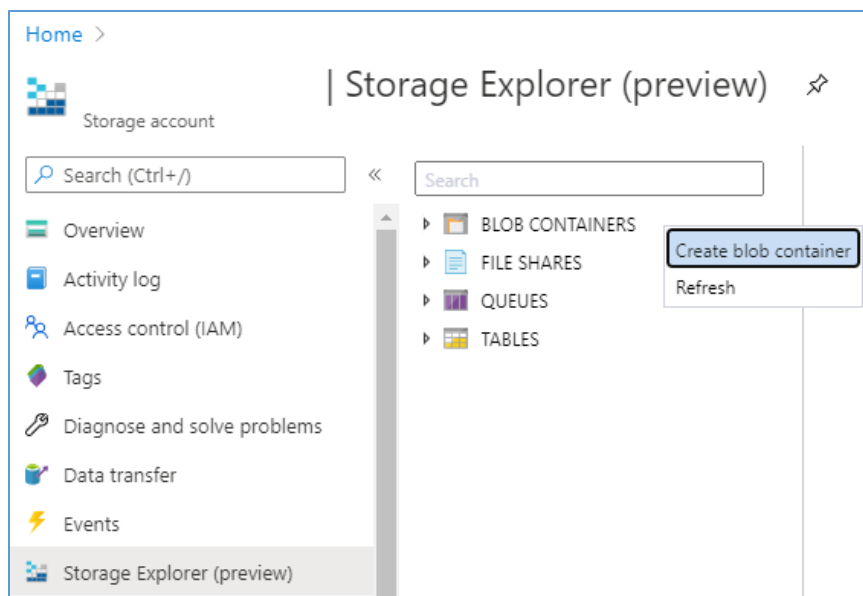 Home >
| Storage Explorer (preview)
Storage account
Search (Ctrl+/)
«
Overview
Activity log
Access control (IAM)
Tags
Diagnose and solve problems
Data transfer
Events
Storage Explorer (preview)
Search
BLOB CONTAINERS
FILE SHARES
QUEUES
TABLES
Create blob container
Refresh